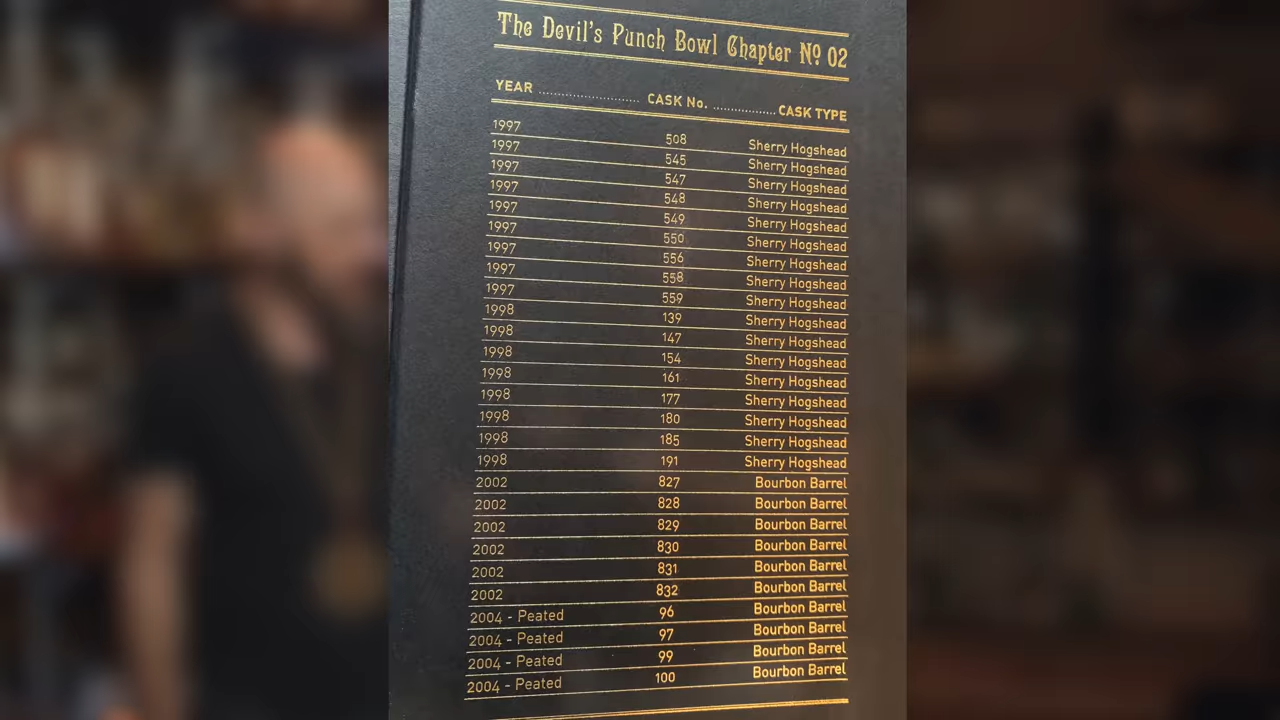 The Devil's Punch Bowl Chapter Nº 02
YEAR ........................ CASK No. ............... CASK TYPE
1997 508 Sherry Hogshead
1997 545 Sherry Hogshead
1997 547 Sherry Hogshead
1997 548 Sherry Hogshead
1997 549 Sherry Hogshead
1997 550 Sherry Hogshead
1997 556 Sherry Hogshead
1997 558 Sherry Hogshead
1997 559 Sherry Hogshead
1998 139 Sherry Hogshead
1998 147 Sherry Hogshead
1998 154 Sherry Hogshead
1998 161 Sherry Hogshead
1998 177 Sherry Hogshead
1998 180 Sherry Hogshead
1998 185 Sherry Hogshead
1998 191 Sherry Hogshead
2002 827 Bourbon Barrel
2002 828 Bourbon Barrel
2002 829 Bourbon Barrel
2002 830 Bourbon Barrel
2002 831 Bourbon Barrel
2002 832 Bourbon Barrel
2004 - Peated 96 Bourbon Barrel
2004 - Peated 97 Bourbon Barrel
2004 - Peated 99 Bourbon Barrel
2004 - Peated 100 Bourbon Barrel